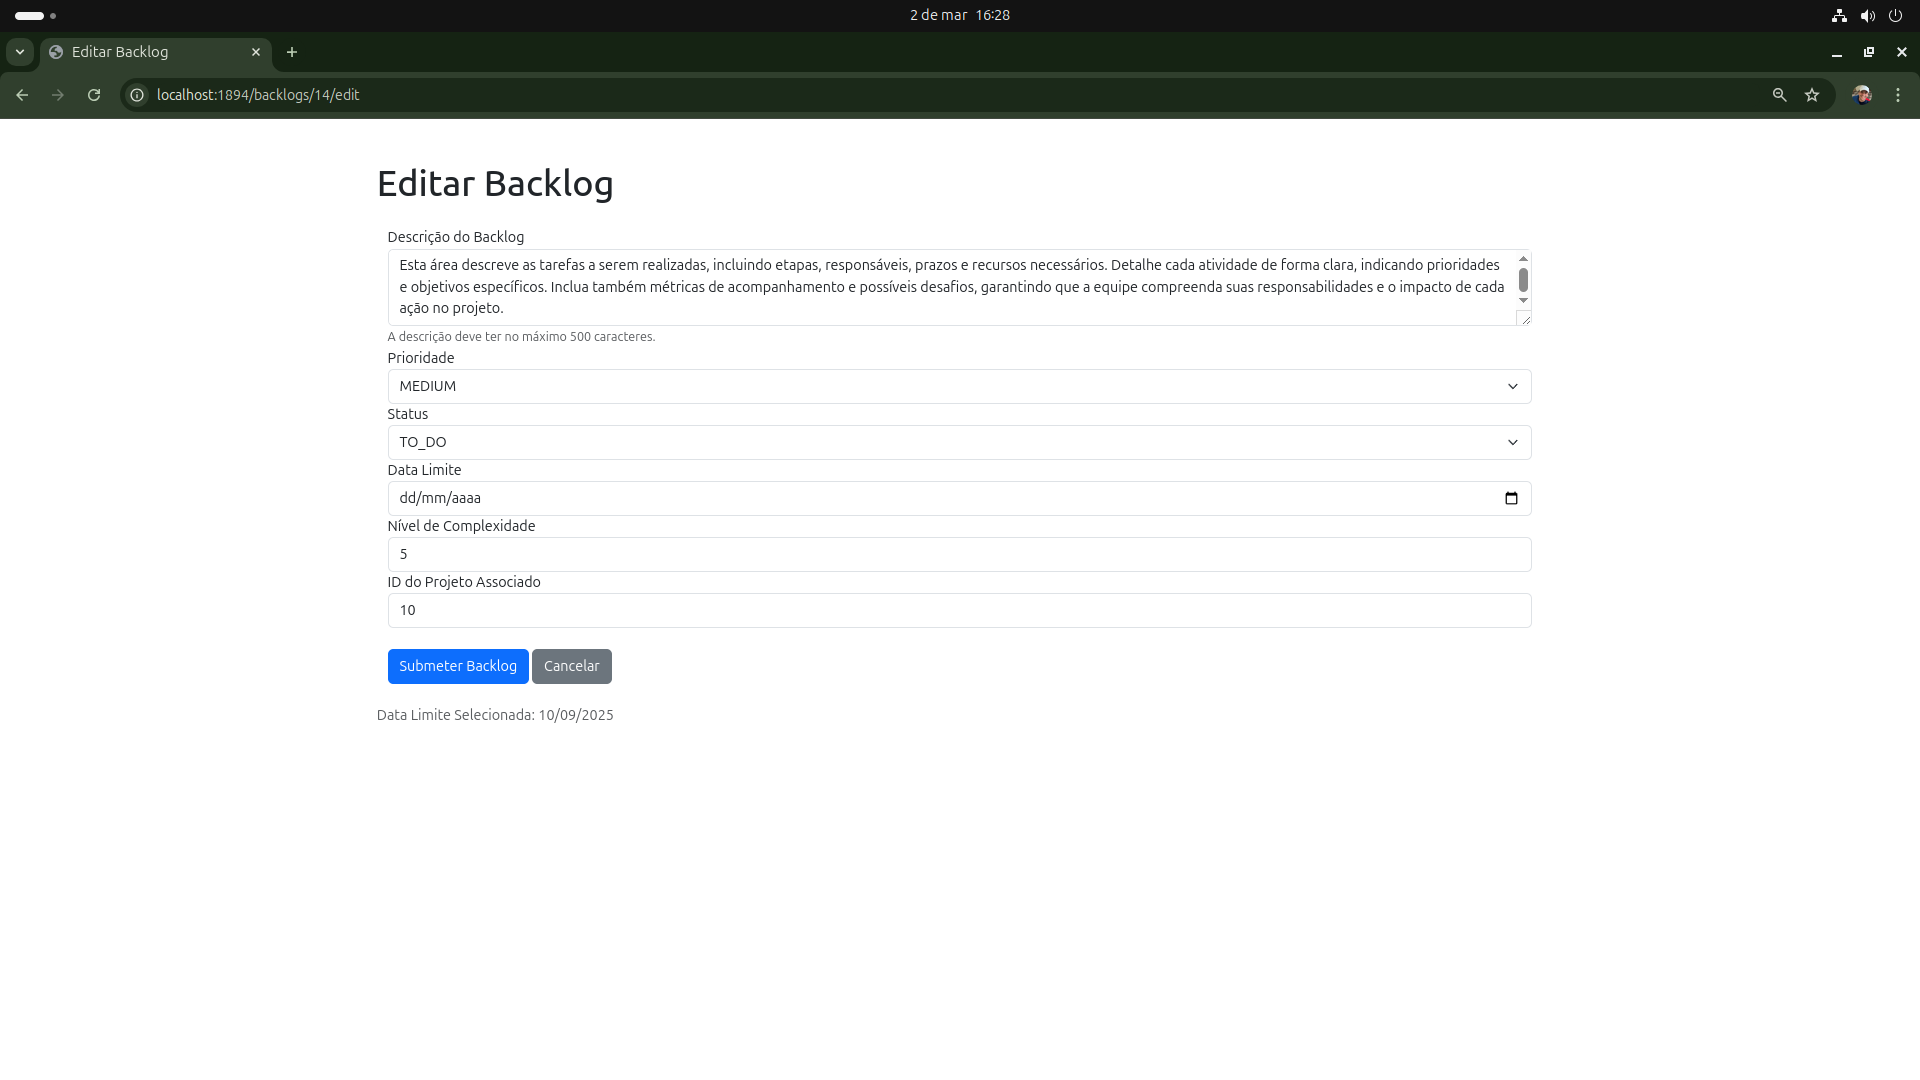 2 de mar 16:28
Editar Backlog
localhost:1894/backlogs/14/edit
Editar Backlog
Descrição do Backlog
Esta área descreve as tarefas a serem realizadas, incluindo etapas, responsáveis, prazos e recursos necessários. Detalhe cada atividade de forma clara, indicando prioridades
e objetivos específicos. Inclua também métricas de acompanhamento e possíveis desafios, garantindo que a equipe compreenda suas responsabilidades e o impacto de cada
ação no projeto.
A descrição deve ter no máximo 500 caracteres.
Prioridade
MEDIUM
Status
TO_DO
Data Limite
dd/mm/aaaa
Nível de Complexidade
5
ID do Projeto Associado
10
Submeter Backlog Cancelar
Data Limite Selecionada: 10/09/2025